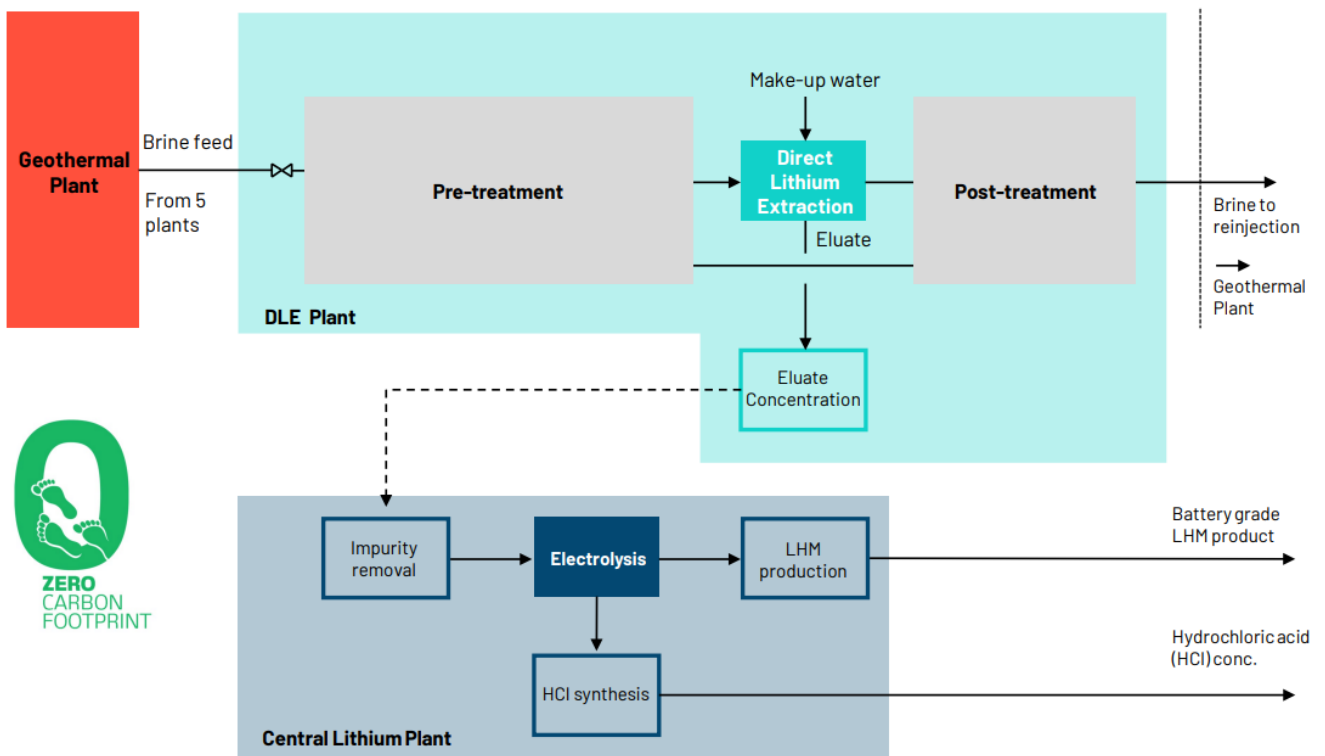 Make-up water
Geothermal
Plant
Brine feed
From 5
plants
Pre-treatment
Direct
Lithium
Extraction
Post-treatment
Eluate
Brine to
reinjection
Geothermal
Plant
DLE Plant
Eluate
Concentration
ZERO
CARBON
FOOTPRINT
Impurity
removal
Electrolysis
LHM
production
Battery grade
LHM product
HCl synthesis
Hydrochloric acid
(HCl) conc.
Central Lithium Plant